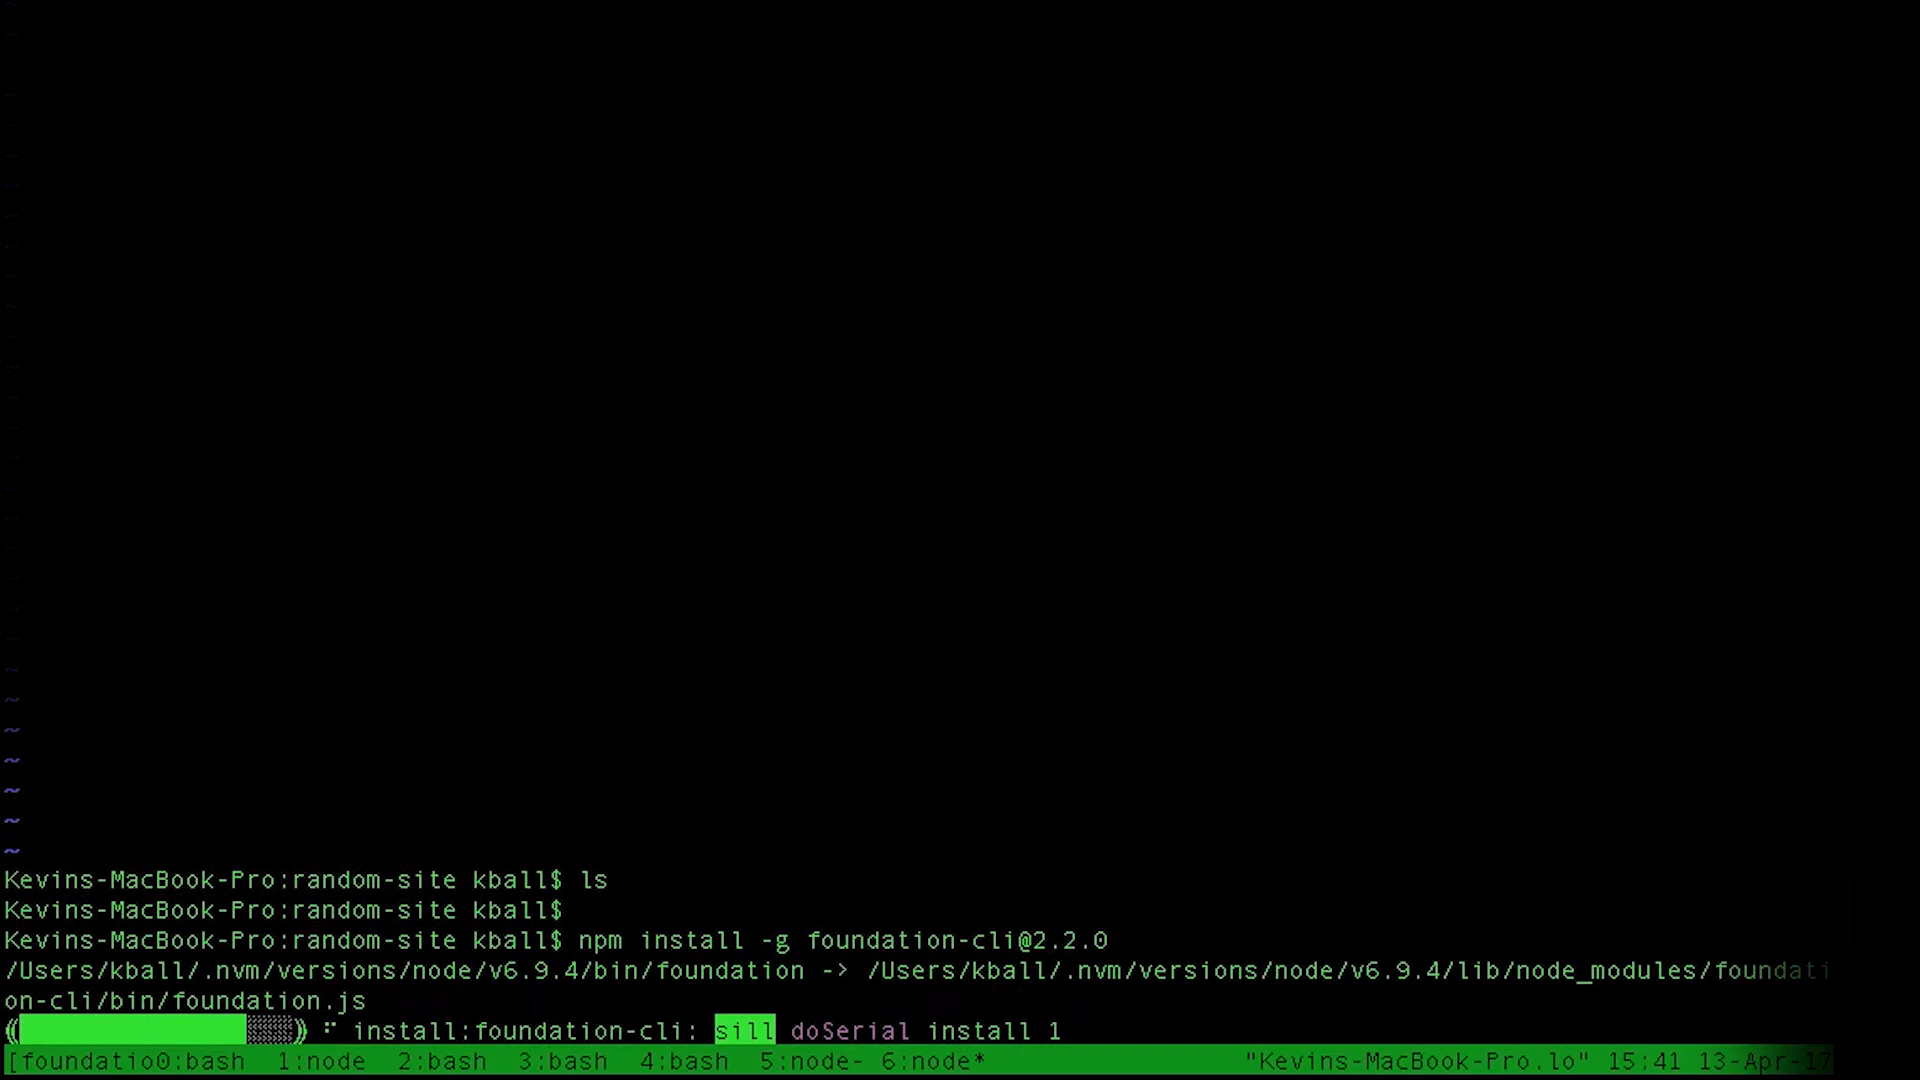 ~
~
~
~
~
~
~
Kevins-MacBook-Pro:random-site kball$ ls
Kevins-MacBook-Pro:random-site kball$
Kevins-MacBook-Pro:random-site kball$ npm install -g foundation-cli@2.2.0
/Users/kball/.nvm/versions/node/v6.9.4/bin/foundation -> /Users/kball/.nvm/versions/node/v6.9.4/lib/node_modules/foundati
on-cli/bin/foundation.js
(██████████░░░) ⠋ install:foundation-cli: sill doSerial install 1
[foundatio0:bash 1:node 2:bash 3:bash 4:bash 5:node- 6:node* "Kevins-MacBook-Pro.lo" 15:41 13-Apr-17